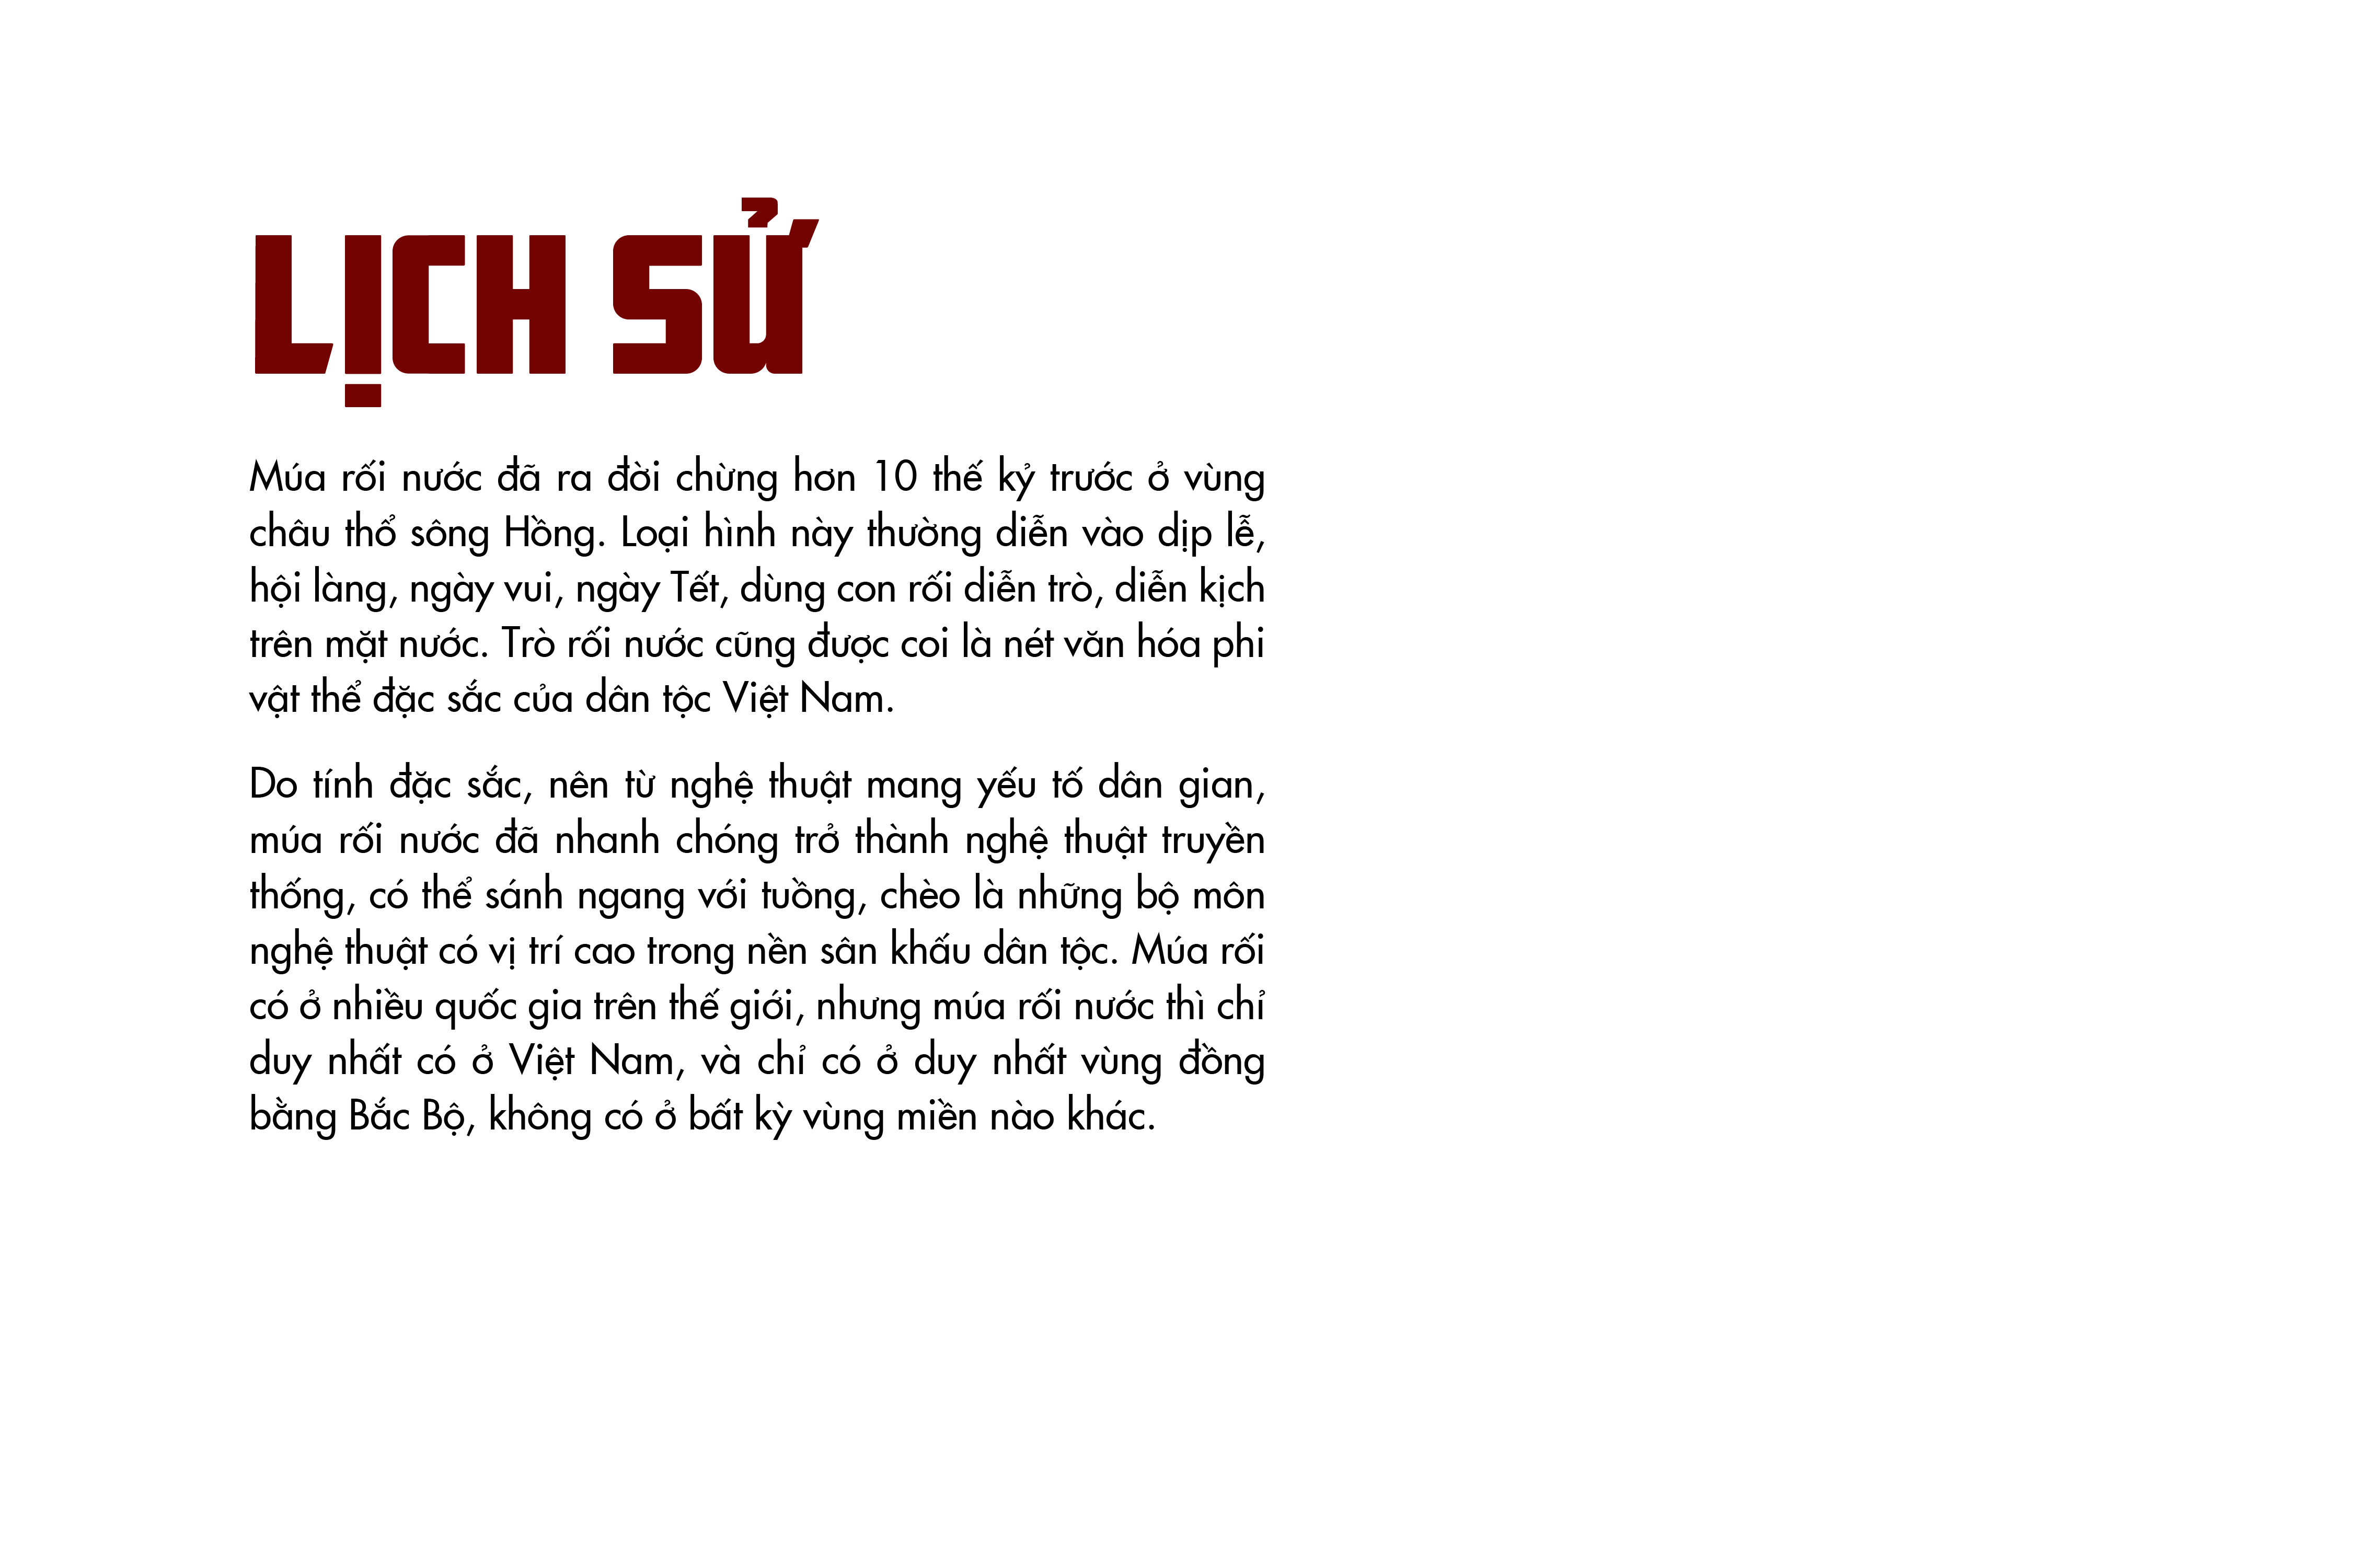 LỊCH SỬ
Múa rối nước đã ra đời chừng hơn 10 thế kỷ trước ở vùng
châu thổ sông Hồng. Loại hình này thường diễn vào dịp lễ,
hội làng, ngày vui, ngày Tết, dùng con rối diễn trò, diễn kịch
trên mặt nước. Trò rối nước cũng được coi là nét văn hóa phi
vật thể đặc sắc của dân tộc Việt Nam.
Do tính đặc sắc, nên từ nghệ thuật mang yếu tố dân gian,
múa rối nước đã nhanh chóng trở thành nghệ thuật truyền
thống, có thể sánh ngang với tuồng, chèo là những bộ môn
nghệ thuật có vị trí cao trong nền sân khấu dân tộc. Múa rối
có ở nhiều quốc gia trên thế giới, nhưng múa rối nước thì chỉ
duy nhất có ở Việt Nam, và chỉ có ở duy nhất vùng đồng
bằng Bắc Bộ, không có ở bất kỳ vùng miền nào khác.